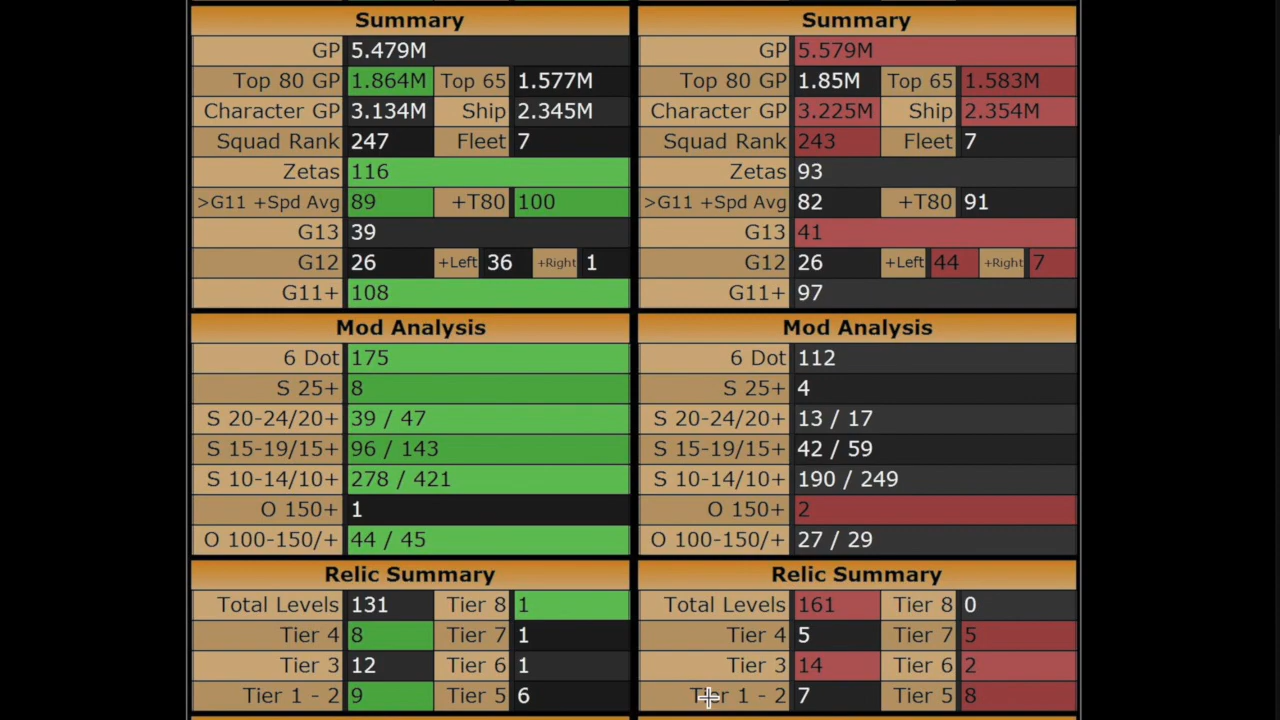 Summary
GP 5.479M
Top 80 GP 1.864M Top 65 1.577M
Character GP 3.134M Ship 2.345M
Squad Rank 247 Fleet 7
Zetas 116
>G11 +Spd Avg 89 +T80 100
G13 39
G12 26 +Left 36 +Right 1
G11+ 108
Mod Analysis
6 Dot 175
S 25+ 8
S 20-24/20+ 39 / 47
S 15-19/15+ 96 / 143
S 10-14/10+ 278 / 421
O 150+ 1
O 100-150/+ 44 / 45
Relic Summary
Total Levels 131 Tier 8 1
Tier 4 8 Tier 7 1
Tier 3 12 Tier 6 1
Tier 1 - 2 9 Tier 5 6
Summary
GP 5.579M
Top 80 GP 1.85M Top 65 1.583M
Character GP 3.225M Ship 2.354M
Squad Rank 243 Fleet 7
Zetas 93
>G11 +Spd Avg 82 +T80 91
G13 41
G12 26 +Left 44 +Right 7
G11+ 97
Mod Analysis
6 Dot 112
S 25+ 4
S 20-24/20+ 13 / 17
S 15-19/15+ 42 / 59
S 10-14/10+ 190 / 249
O 150+ 2
O 100-150/+ 27 / 29
Relic Summary
Total Levels 161 Tier 8 0
Tier 4 5 Tier 7 5
Tier 3 14 Tier 6 2
Tier 1 - 2 7 Tier 5 8